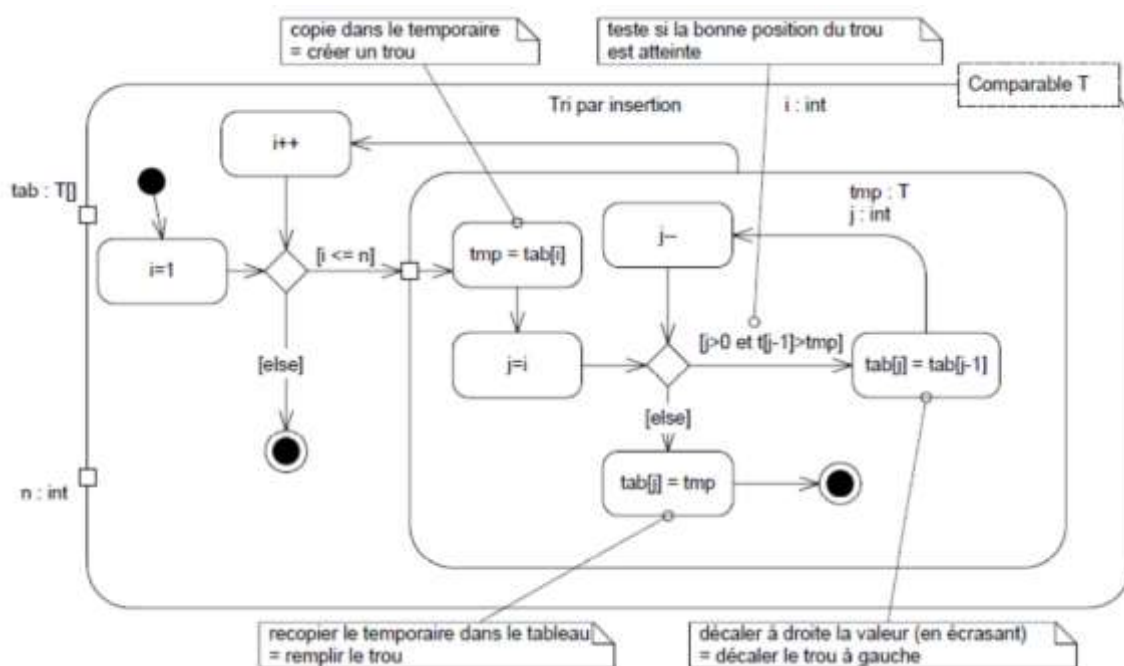 copie dans le temporaire
= créer un trou
teste si la bonne position du trou
est atteinte
Comparable T
Tri par insertion
i : int
i++
tab : T[]
tmp : T
j : int
i=1
[i <= n]
tmp = tab[i]
j--
[else]
j=i
[j>0 et t[j-1]>tmp]
tab[j] = tab[j-1]
[else]
n : int
tab[j] = tmp
recopier le temporaire dans le tableau
= remplir le trou
décaler à droite la valeur (en écrasant)
= décaler le trou à gauche